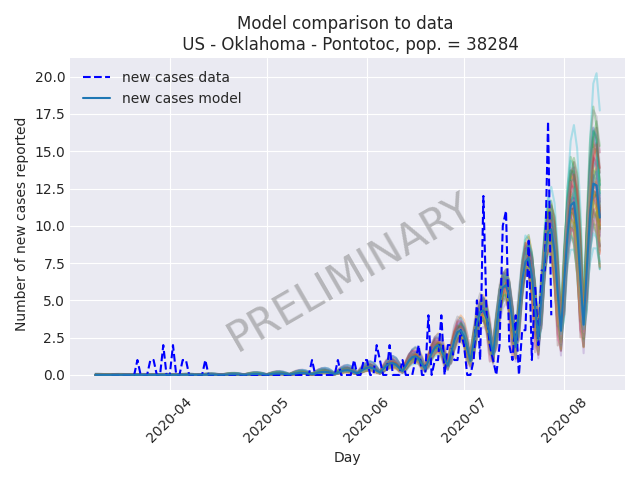 Model comparison to data
US - Oklahoma - Pontotoc, pop. = 38284
new cases data
new cases model
PRELIMINARY
Number of new cases reported
20.0
17.5
15.0
12.5
10.0
7.5
5.0
2.5
0.0
2020-04
2020-05
2020-06
2020-07
2020-08
Day